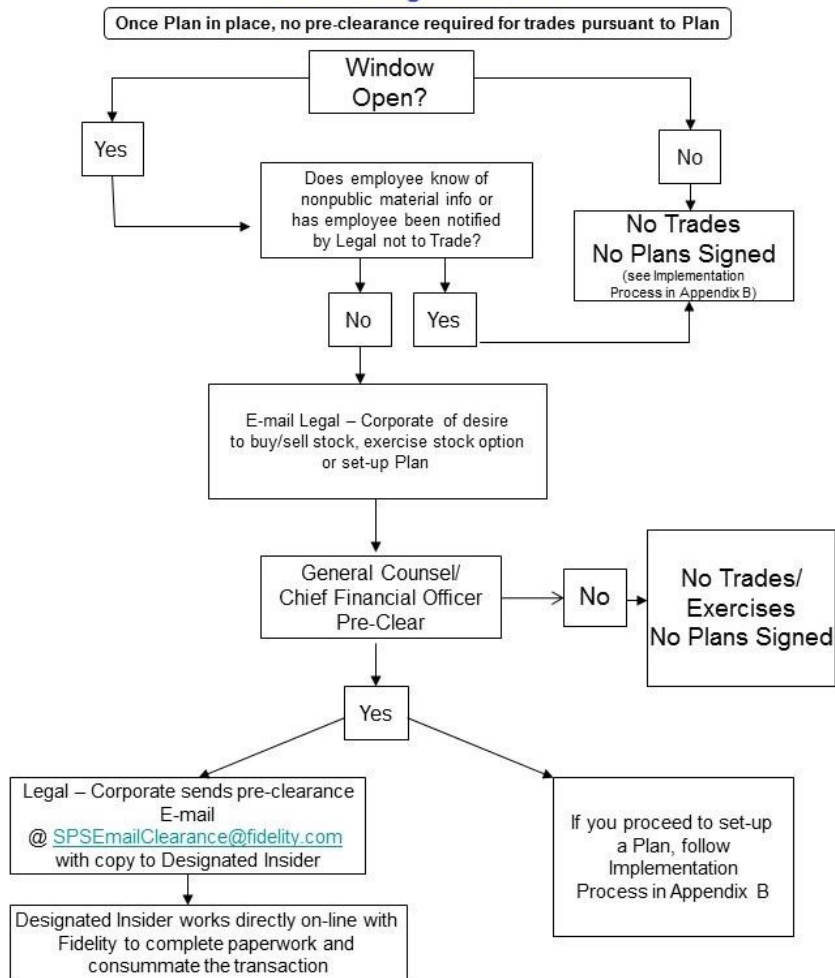 Once Plan in place, no pre-clearance required for trades pursuant to Plan
Window
Open?
Yes
No
Does employee know of
nonpublic material info or
has employee been notified
by Legal not to Trade?
No Trades
No Plans Signed
(see Implementation
Process in Appendix B)
No
Yes
E-mail Legal – Corporate of desire
to buy/sell stock, exercise stock option
or set-up Plan
General Counsel/
Chief Financial Officer
Pre-Clear
No
No Trades/
Exercises
No Plans Signed
Yes
Legal – Corporate sends pre-clearance
E-mail
@ SPSEmailClearance@fidelity.com
with copy to Designated Insider
If you proceed to set-up
a Plan, follow
Implementation
Process in Appendix B
Designated Insider works directly on-line with
Fidelity to complete paperwork and
consummate the transaction